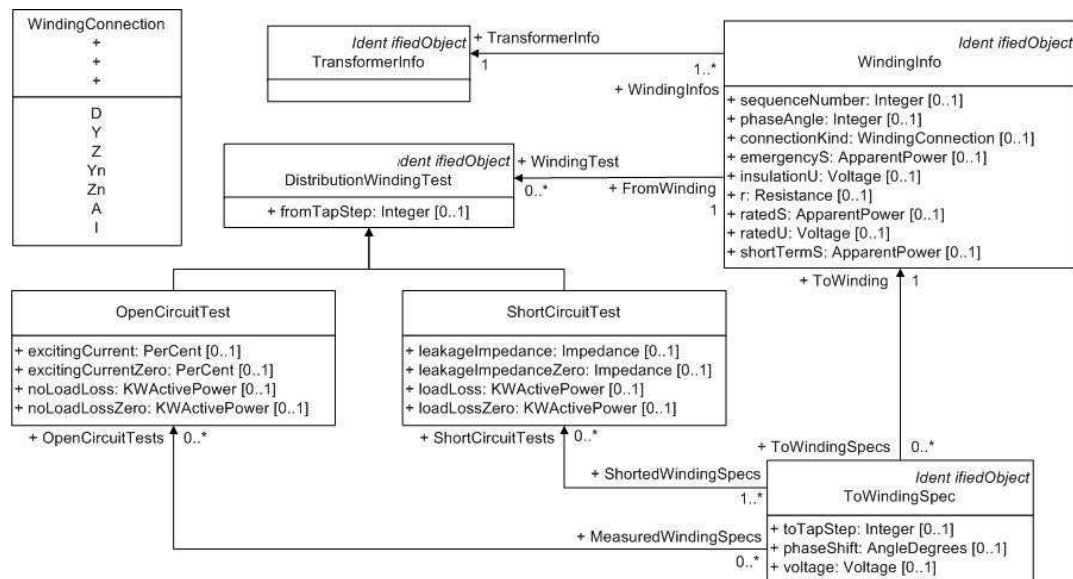 WindingConnection
+
+
+
D
Y
Z
Yn
Zn
A
I
Ident ifiedObject
TransformerInfo
+ TransformerInfo
1
1..*
+ WindingInfos
Ident ifiedObject
WindingInfo
+ sequenceNumber: Integer [0..1]
+ phaseAngle: Integer [0..1]
+ connectionKind: WindingConnection [0..1]
+ emergencyS: ApparentPower [0..1]
+ insulationU: Voltage [0..1]
+ r: Resistance [0..1]
+ ratedS: ApparentPower [0..1]
+ ratedU: Voltage [0..1]
+ shortTermS: ApparentPower [0..1]
Ident ifiedObject
DistributionWindingTest
+ fromTapStep: Integer [0..1]
+ WindingTest
0..*
+ FromWinding
1
+ ToWinding
1
OpenCircuitTest
+ excitingCurrent: PerCent [0..1]
+ excitingCurrentZero: PerCent [0..1]
+ noLoadLoss: KWActivePower [0..1]
+ noLoadLossZero: KWActivePower [0..1]
ShortCircuitTest
+ leakageImpedance: Impedance [0..1]
+ leakageImpedanceZero: Impedance [0..1]
+ loadLoss: KWActivePower [0..1]
+ loadLossZero: KWActivePower [0..1]
+ OpenCircuitTests
0..*
+ ShortCircuitTests
0..*
+ ToWindingSpecs
0..*
+ ShortedWindingSpecs
1..*
+ MeasuredWindingSpecs
0..*
Ident ifiedObject
ToWindingSpec
+ toTapStep: Integer [0..1]
+ phaseShift: AngleDegrees [0..1]
+ voltage: Voltage [0..1]